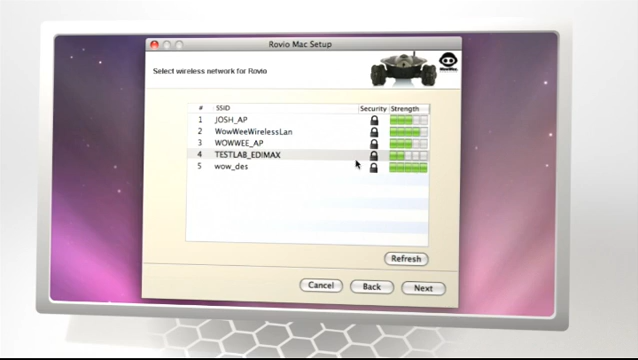 Rovio Mac Setup
Select wireless network for Rovio
WowWee
# SSID Security Strength
1 JOSH_AP
2 WowWeeWirelessLan
3 WOWWEE_AP
4 TESTLAB_EDIMAX
5 wow_des
Refresh
Cancel Back Next